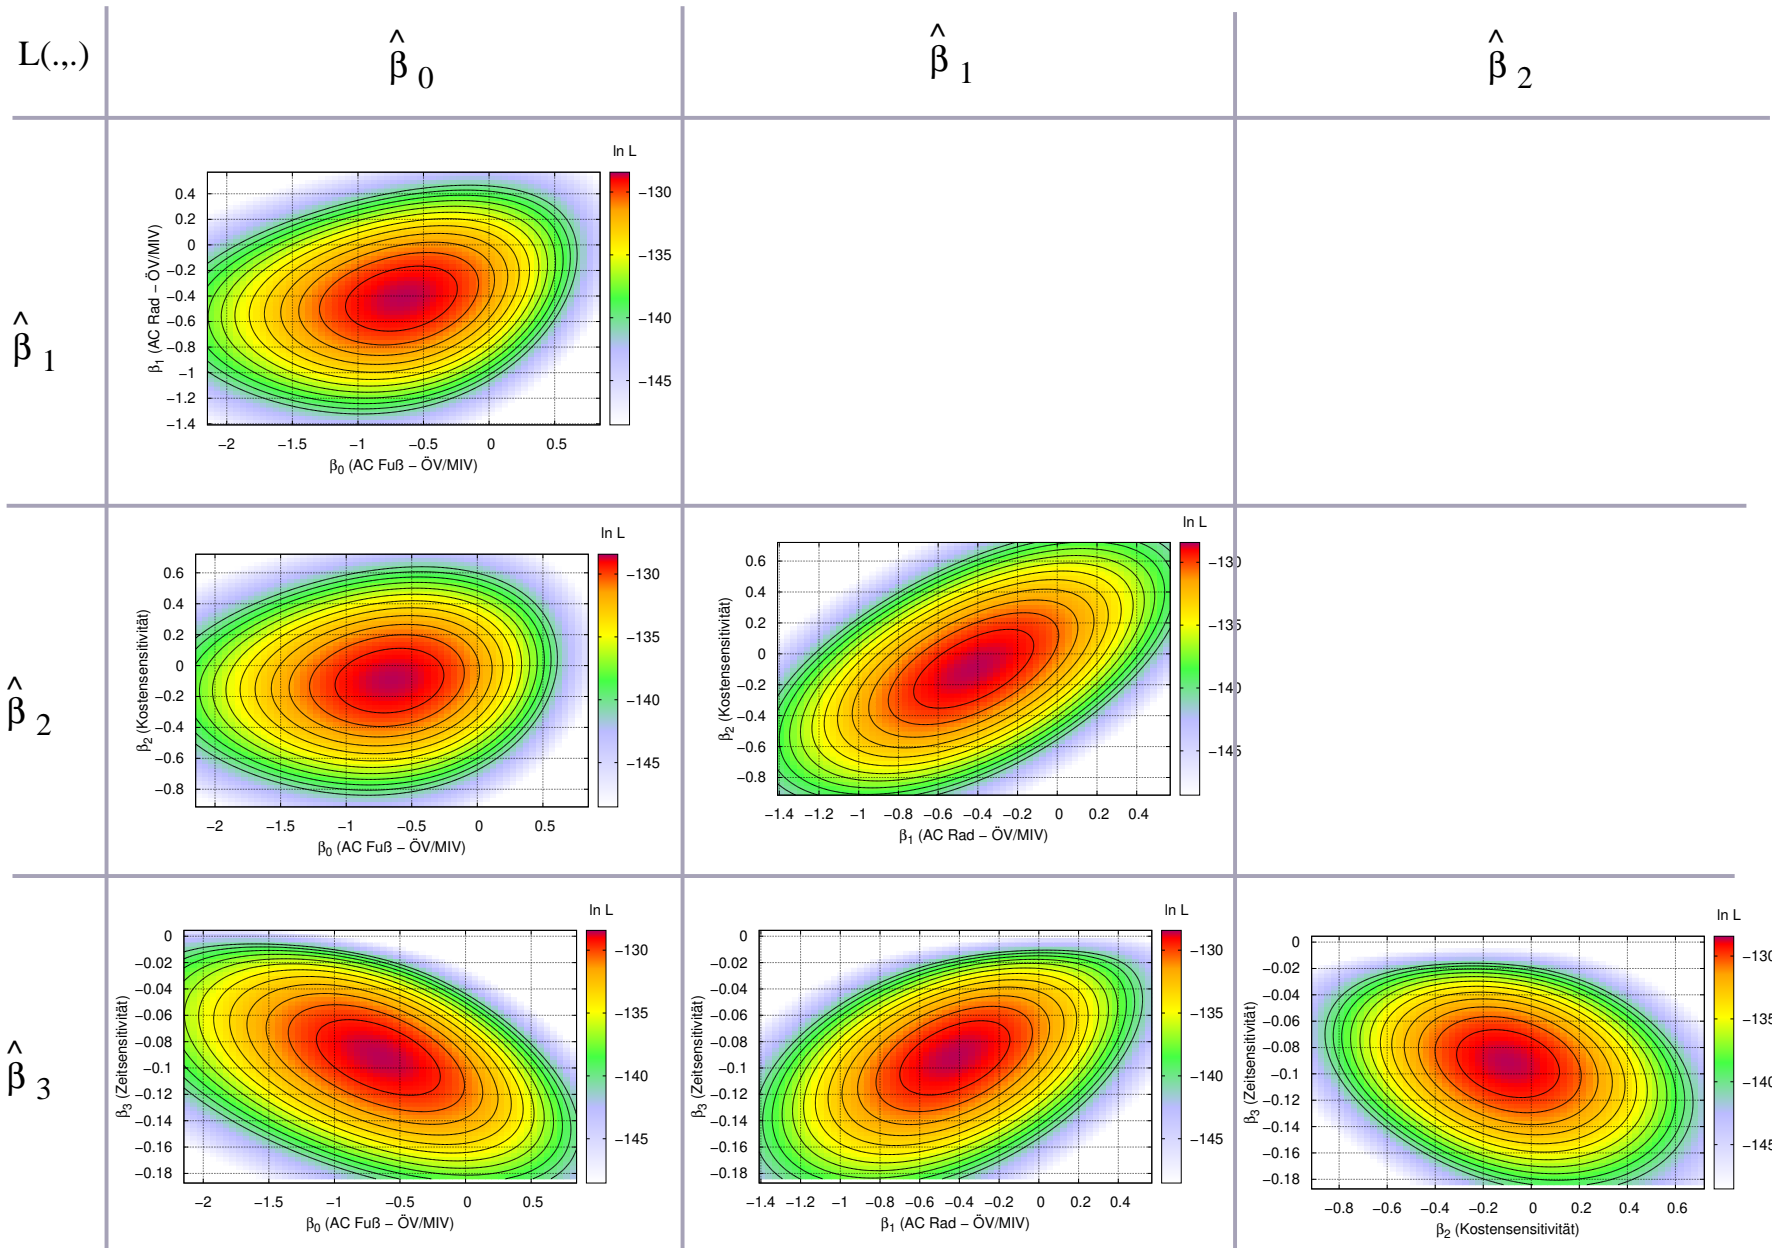 L(.,.)
^
β 0
^
β 1
^
β 2
^
β 1
ln L
0.4
0.2
0
−0.2
−0.4
−0.6
−0.8
−1
−1.2
−1.4
β1 (AC Rad − ÖV/MIV)
−2 −1.5 −1 −0.5 0 0.5
β0 (AC Fuß − ÖV/MIV)
−130
−135
−140
−145
^
β 2
ln L
0.6
0.4
0.2
0
−0.2
−0.4
−0.6
−0.8
β2 (Kostensensitivität)
−2 −1.5 −1 −0.5 0 0.5
β0 (AC Fuß − ÖV/MIV)
−130
−135
−140
−145
ln L
0.6
0.4
0.2
0
−0.2
−0.4
−0.6
−0.8
β2 (Kostensensitivität)
−1.4 −1.2 −1 −0.8 −0.6 −0.4 −0.2 0 0.2 0.4
β1 (AC Rad − ÖV/MIV)
−130
−135
−140
−145
^
β 3
ln L
0
−0.02
−0.04
−0.06
−0.08
−0.1
−0.12
−0.14
−0.16
−0.18
β3 (Zeitsensitivität)
−2 −1.5 −1 −0.5 0 0.5
β0 (AC Fuß − ÖV/MIV)
−130
−135
−140
−145
ln L
0
−0.02
−0.04
−0.06
−0.08
−0.1
−0.12
−0.14
−0.16
−0.18
β3 (Zeitsensitivität)
−1.4 −1.2 −1 −0.8 −0.6 −0.4 −0.2 0 0.2 0.4
β1 (AC Rad − ÖV/MIV)
−130
−135
−140
−145
ln L
0
−0.02
−0.04
−0.06
−0.08
−0.1
−0.12
−0.14
−0.16
−0.18
β3 (Zeitsensitivität)
−0.8 −0.6 −0.4 −0.2 0 0.2 0.4 0.6
β2 (Kostensensitivität)
−130
−135
−140
−145